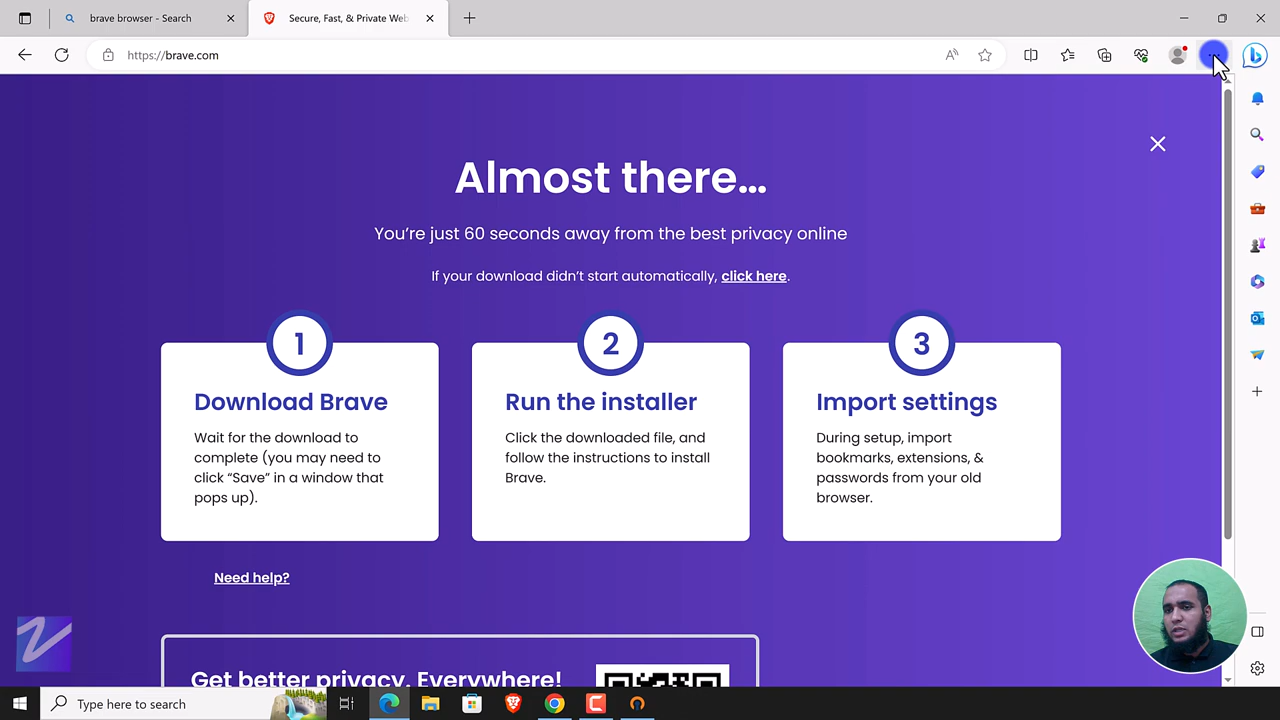 brave browser - Search
Secure, Fast, & Private Web
https://brave.com
Almost there...
You're just 60 seconds away from the best privacy online
If your download didn't start automatically, click here.
1
Download Brave
Wait for the download to
complete (you may need to
click “Save” in a window that
pops up).
2
Run the installer
Click the downloaded file, and
follow the instructions to install
Brave.
3
Import settings
During setup, import
bookmarks, extensions, &
passwords from your old
browser.
Need help?
Get better privacy. Everywhere!
Type here to search